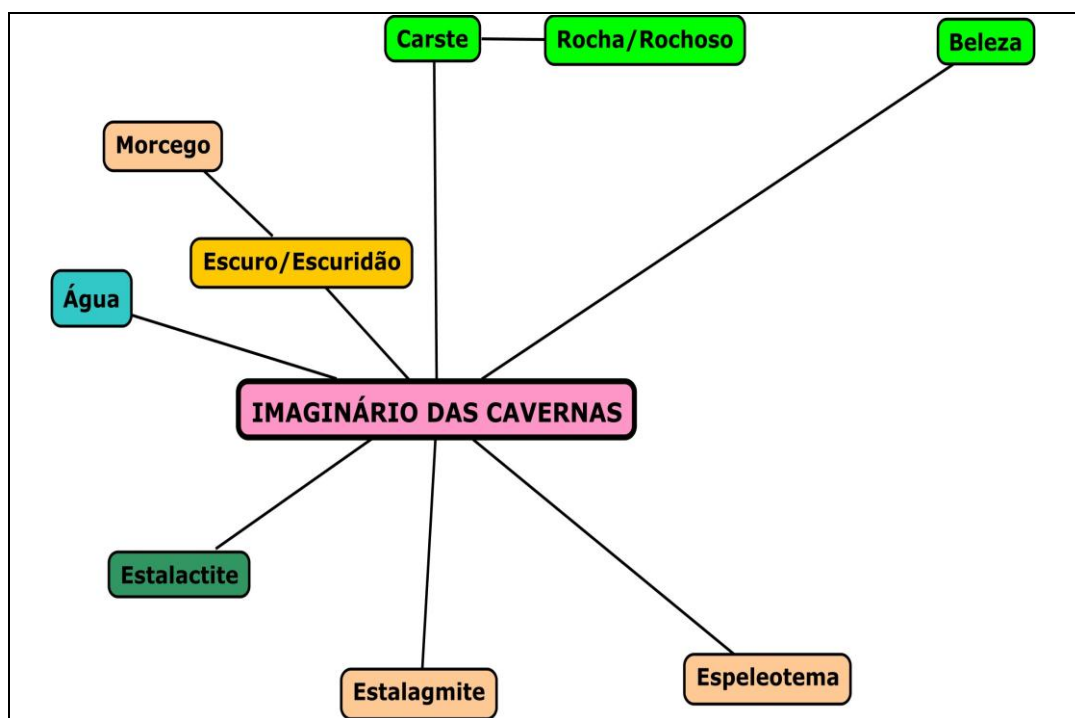 Carste
Rocha/Rochoso
Beleza
Morcego
Escuro/Escuridão
Água
IMAGINÁRIO DAS CAVERNAS
Estalactite
Estalagmite
Espeleotema